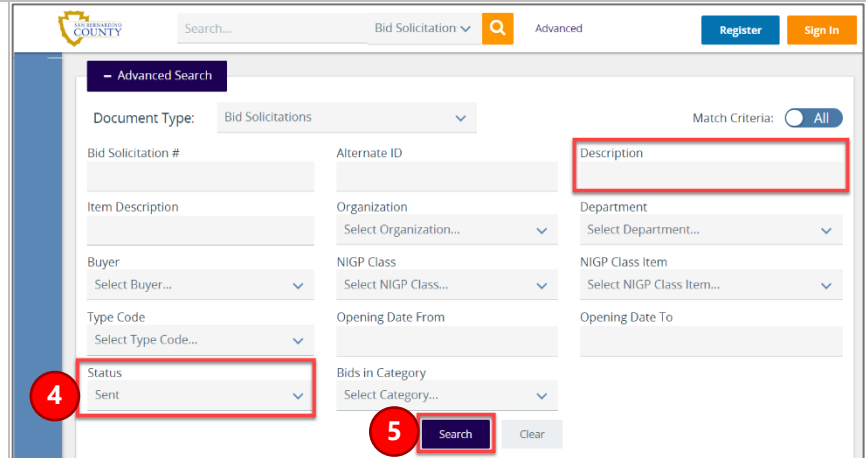 SAN BERNARDINO
COUNTY
Search...
Bid Solicitation
Advanced
Register
Sign In
– Advanced Search
Document Type: Bid Solicitations
Match Criteria: All
Bid Solicitation #
Alternate ID
Description
Item Description
Organization
Department
Select Organization...
Select Department...
Buyer
NIGP Class
NIGP Class Item
Select Buyer...
Select NIGP Class...
Select NIGP Class Item...
Type Code
Opening Date From
Opening Date To
Select Type Code...
Status
Bids in Category
4
Sent
Select Category...
5
Search
Clear